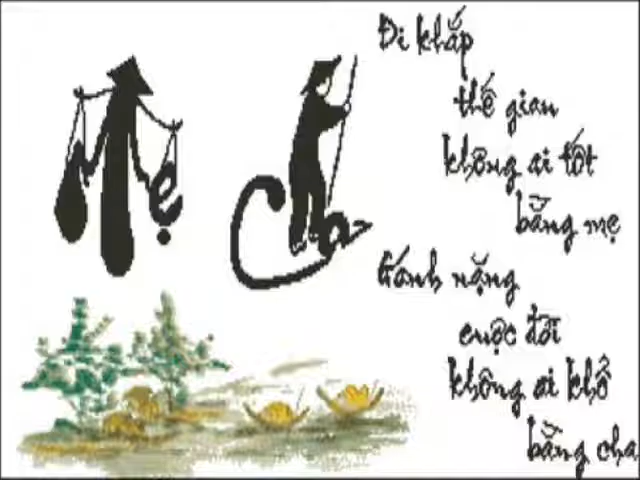 Mẹ Cha
Đi khắp
thế gian
không ai tốt
bằng mẹ
Gánh nặng
cuộc đời
không ai khổ
bằng cha